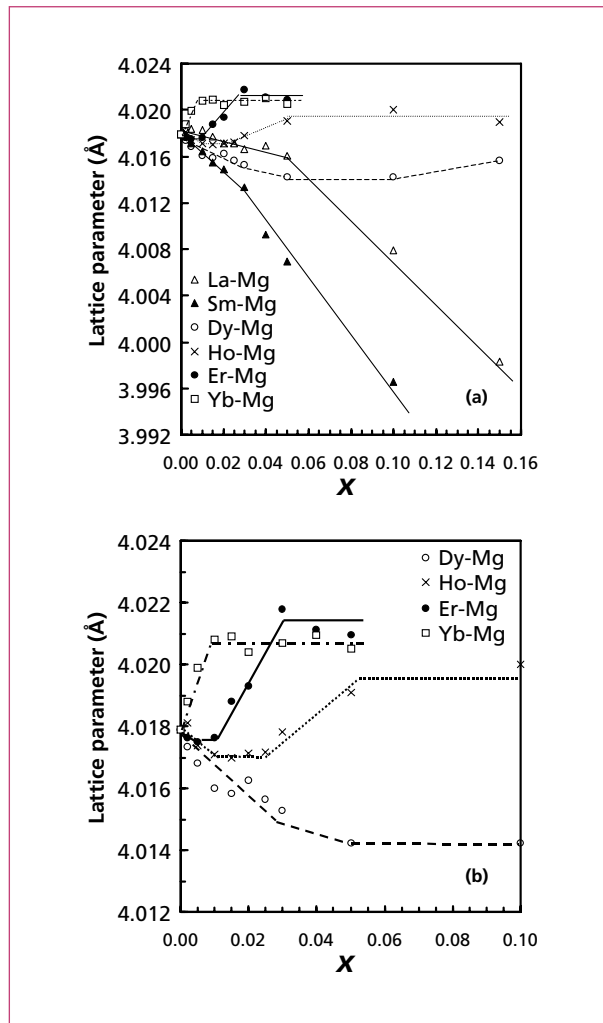 4.024
4.020
4.016
4.012
4.008
4.004
4.000
3.996
3.992
Lattice parameter (Å)
△ La-Mg
▲ Sm-Mg
○ Dy-Mg
× Ho-Mg
● Er-Mg
□ Yb-Mg
(a)
0.00 0.02 0.04 0.06 0.08 0.10 0.12 0.14 0.16
X
4.024
4.022
4.020
4.018
4.016
4.014
4.012
Lattice parameter (Å)
○ Dy-Mg
× Ho-Mg
● Er-Mg
□ Yb-Mg
(b)
0.00 0.02 0.04 0.06 0.08 0.10
X